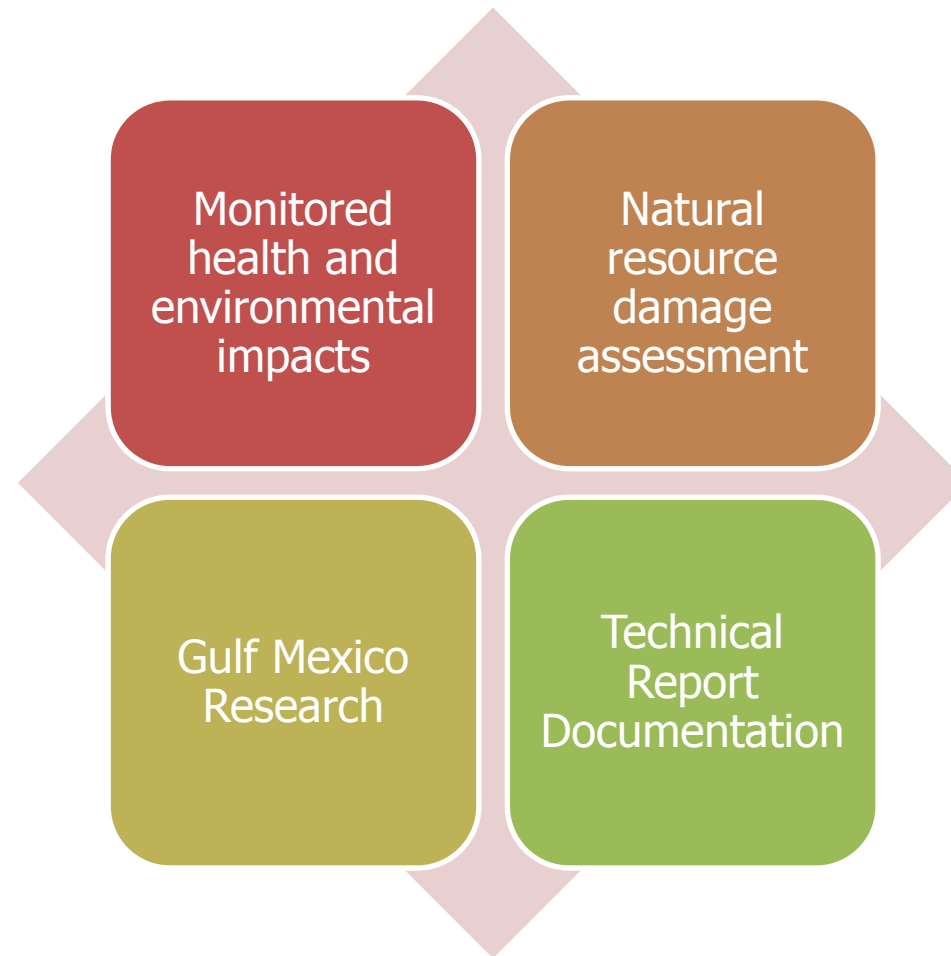 Monitored
health and
environmental
impacts
Natural
resource
damage
assessment
Gulf Mexico
Research
Technical
Report
Documentation